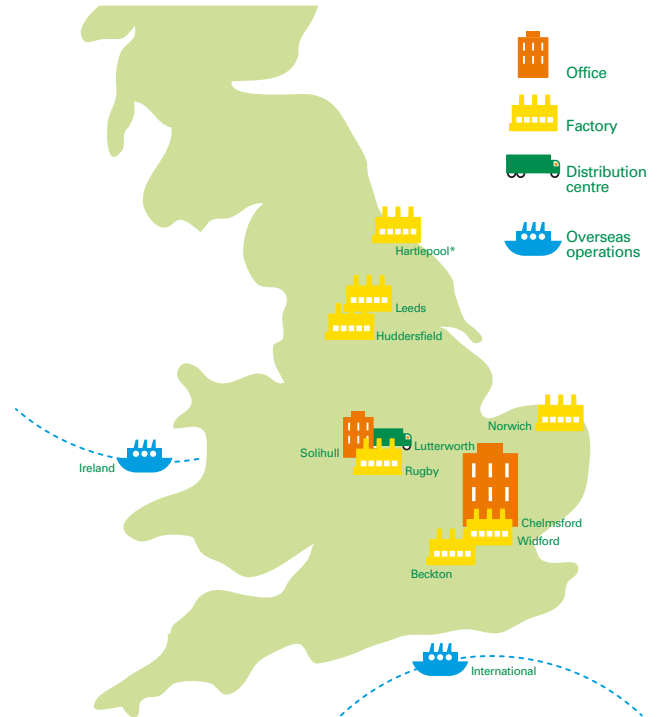 Office
Factory
Distribution
centre
Overseas
operations
Hartlepool*
Leeds
Huddersfield
Norwich
Lutterworth
Solihull
Rugby
Ireland
Chelmsford
Widford
Beckton
International